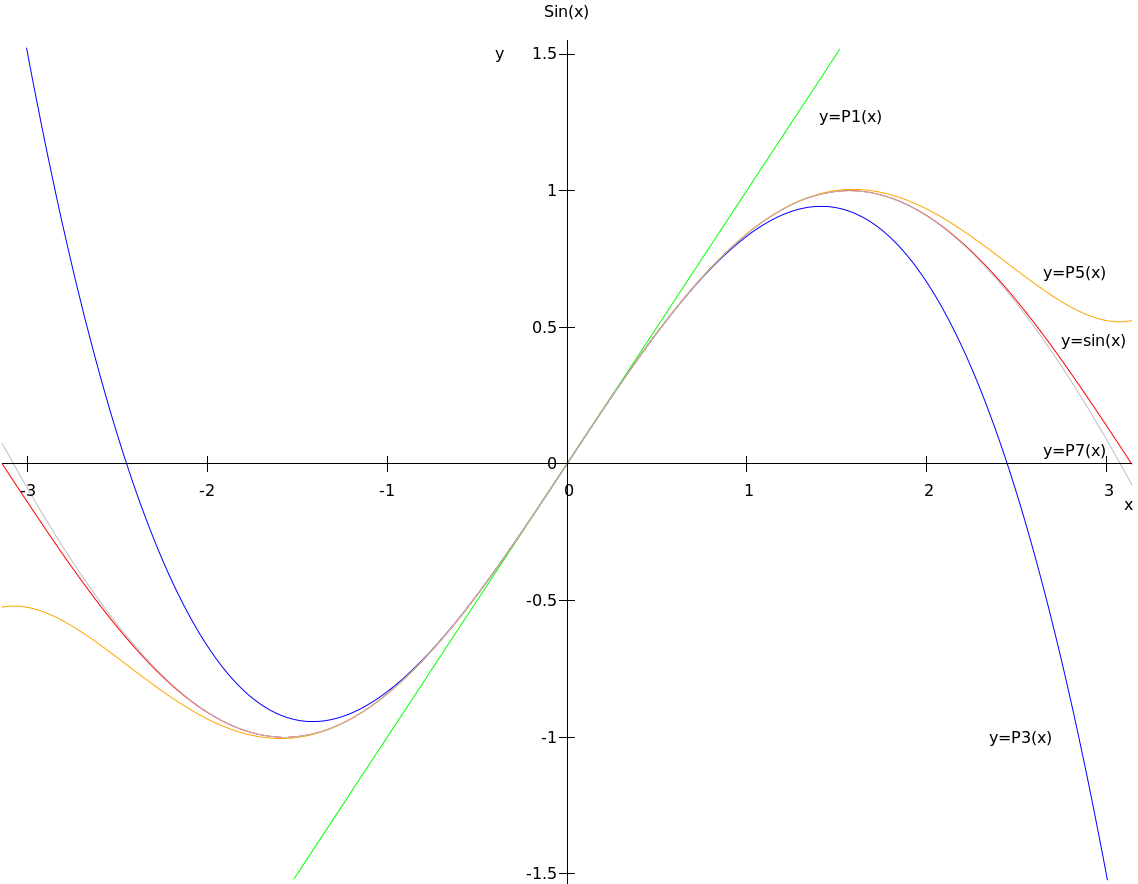 Sin(x)
y
1.5
y=P1(x)
1
y=P5(x)
0.5
y=sin(x)
y=P7(x)
0
-3
-2
-1
0
1
2
3
x
-0.5
-1
y=P3(x)
-1.5